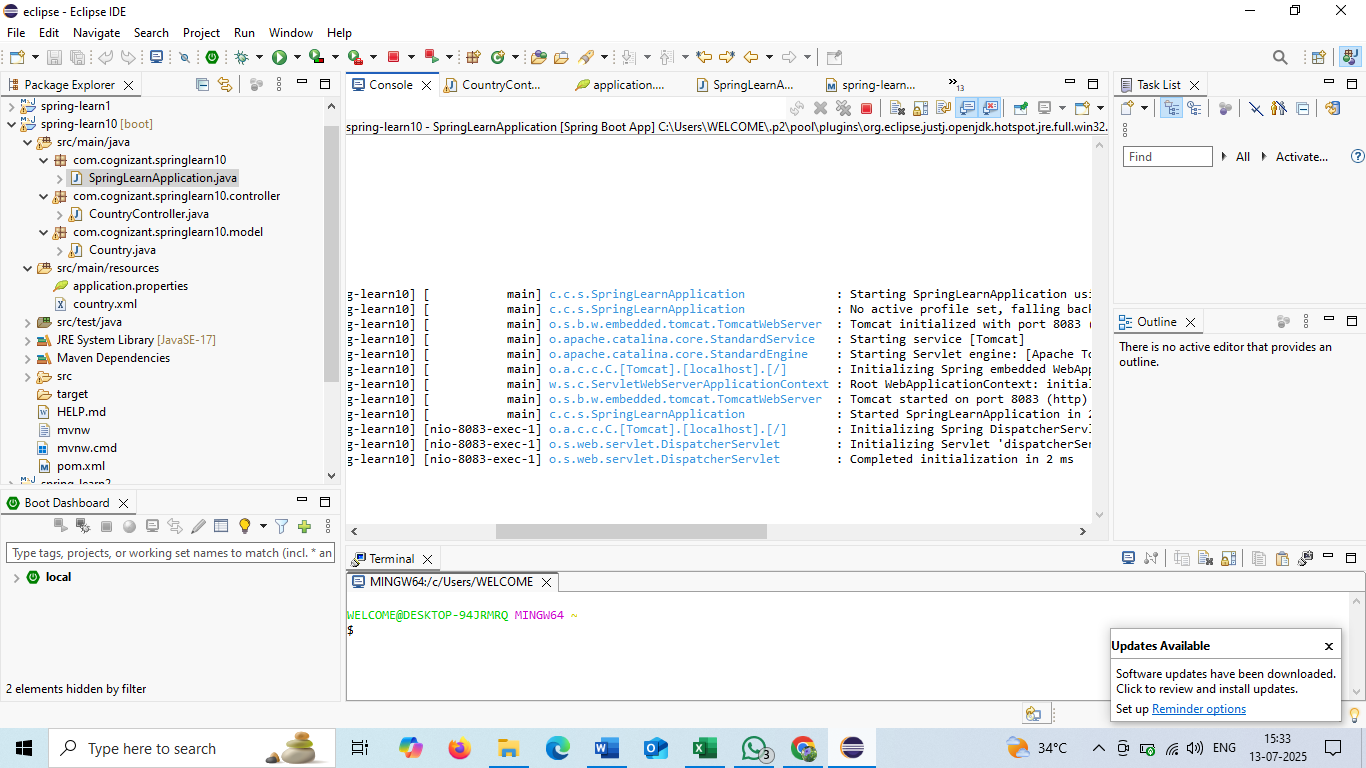 eclipse - Eclipse IDE
File Edit Navigate Search Project Run Window Help
Package Explorer
spring-learn1
spring-learn10 [boot]
src/main/java
com.cognizant.springlearn10
SpringLearnApplication.java
com.cognizant.springlearn10.controller
CountryController.java
com.cognizant.springlearn10.model
Country.java
src/main/resources
application.properties
country.xml
src/test/java
JRE System Library [JavaSE-17]
Maven Dependencies
src
target
HELP.md
mvnw
mvnw.cmd
pom.xml
spring-learn2
Boot Dashboard
Type tags, projects, or working set names to match (incl. * an
local
2 elements hidden by filter
Console CountryCont... application.... SpringLearnA... spring-learn... »13
spring-learn10 - SpringLearnApplication [Spring Boot App] C:\Users\WELCOME\.p2\pool\plugins\org.eclipse.justj.openjdk.hotspot.jre.full.win32.
g-learn10] [ main] c.c.s.SpringLearnApplication : Starting SpringLearnApplication usi
g-learn10] [ main] c.c.s.SpringLearnApplication : No active profile set, falling back
g-learn10] [ main] o.s.b.w.embedded.tomcat.TomcatWebServer : Tomcat initialized with port 8083 (
g-learn10] [ main] o.apache.catalina.core.StandardService : Starting service [Tomcat]
g-learn10] [ main] o.apache.catalina.core.StandardEngine : Starting Servlet engine: [Apache To
g-learn10] [ main] o.a.c.c.C.[Tomcat].[localhost].[/] : Initializing Spring embedded WebApp
g-learn10] [ main] w.s.c.ServletWebServerApplicationContext : Root WebApplicationContext: initial
g-learn10] [ main] o.s.b.w.embedded.tomcat.TomcatWebServer : Tomcat started on port 8083 (http)
g-learn10] [ main] c.c.s.SpringLearnApplication : Started SpringLearnApplication in 2
g-learn10] [nio-8083-exec-1] o.a.c.c.C.[Tomcat].[localhost].[/] : Initializing Spring DispatcherServl
g-learn10] [nio-8083-exec-1] o.s.web.servlet.DispatcherServlet : Initializing Servlet 'dispatcherSer
g-learn10] [nio-8083-exec-1] o.s.web.servlet.DispatcherServlet : Completed initialization in 2 ms
Terminal
MINGW64:/c/Users/WELCOME
WELCOME@DESKTOP-94JRMRQ MINGW64 ~
$
Task List
Find All Activate...
Outline
There is no active editor that provides an
outline.
Updates Available
Software updates have been downloaded.
Click to review and install updates.
Set up Reminder options
Type here to search
3
34°C
ENG
15:33
13-07-2025